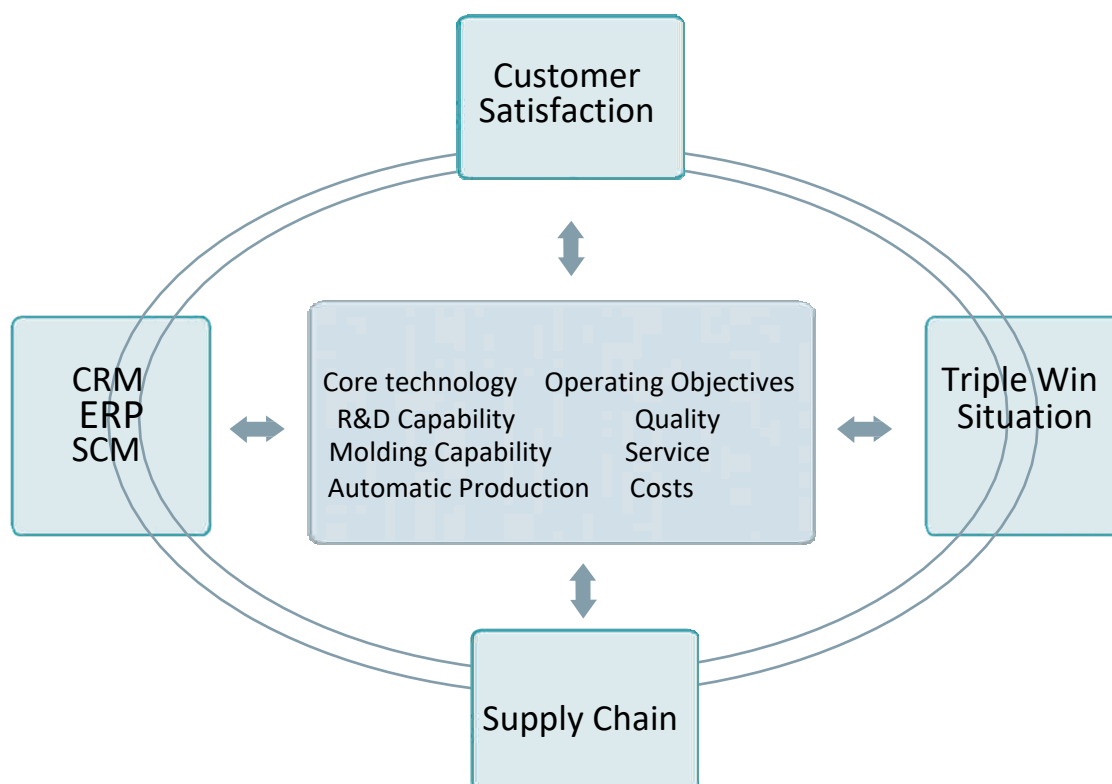 Customer
Satisfaction
CRM
ERP
SCM
Core technology Operating Objectives
R&D Capability Quality
Molding Capability Service
Automatic Production Costs
Triple Win
Situation
Supply Chain